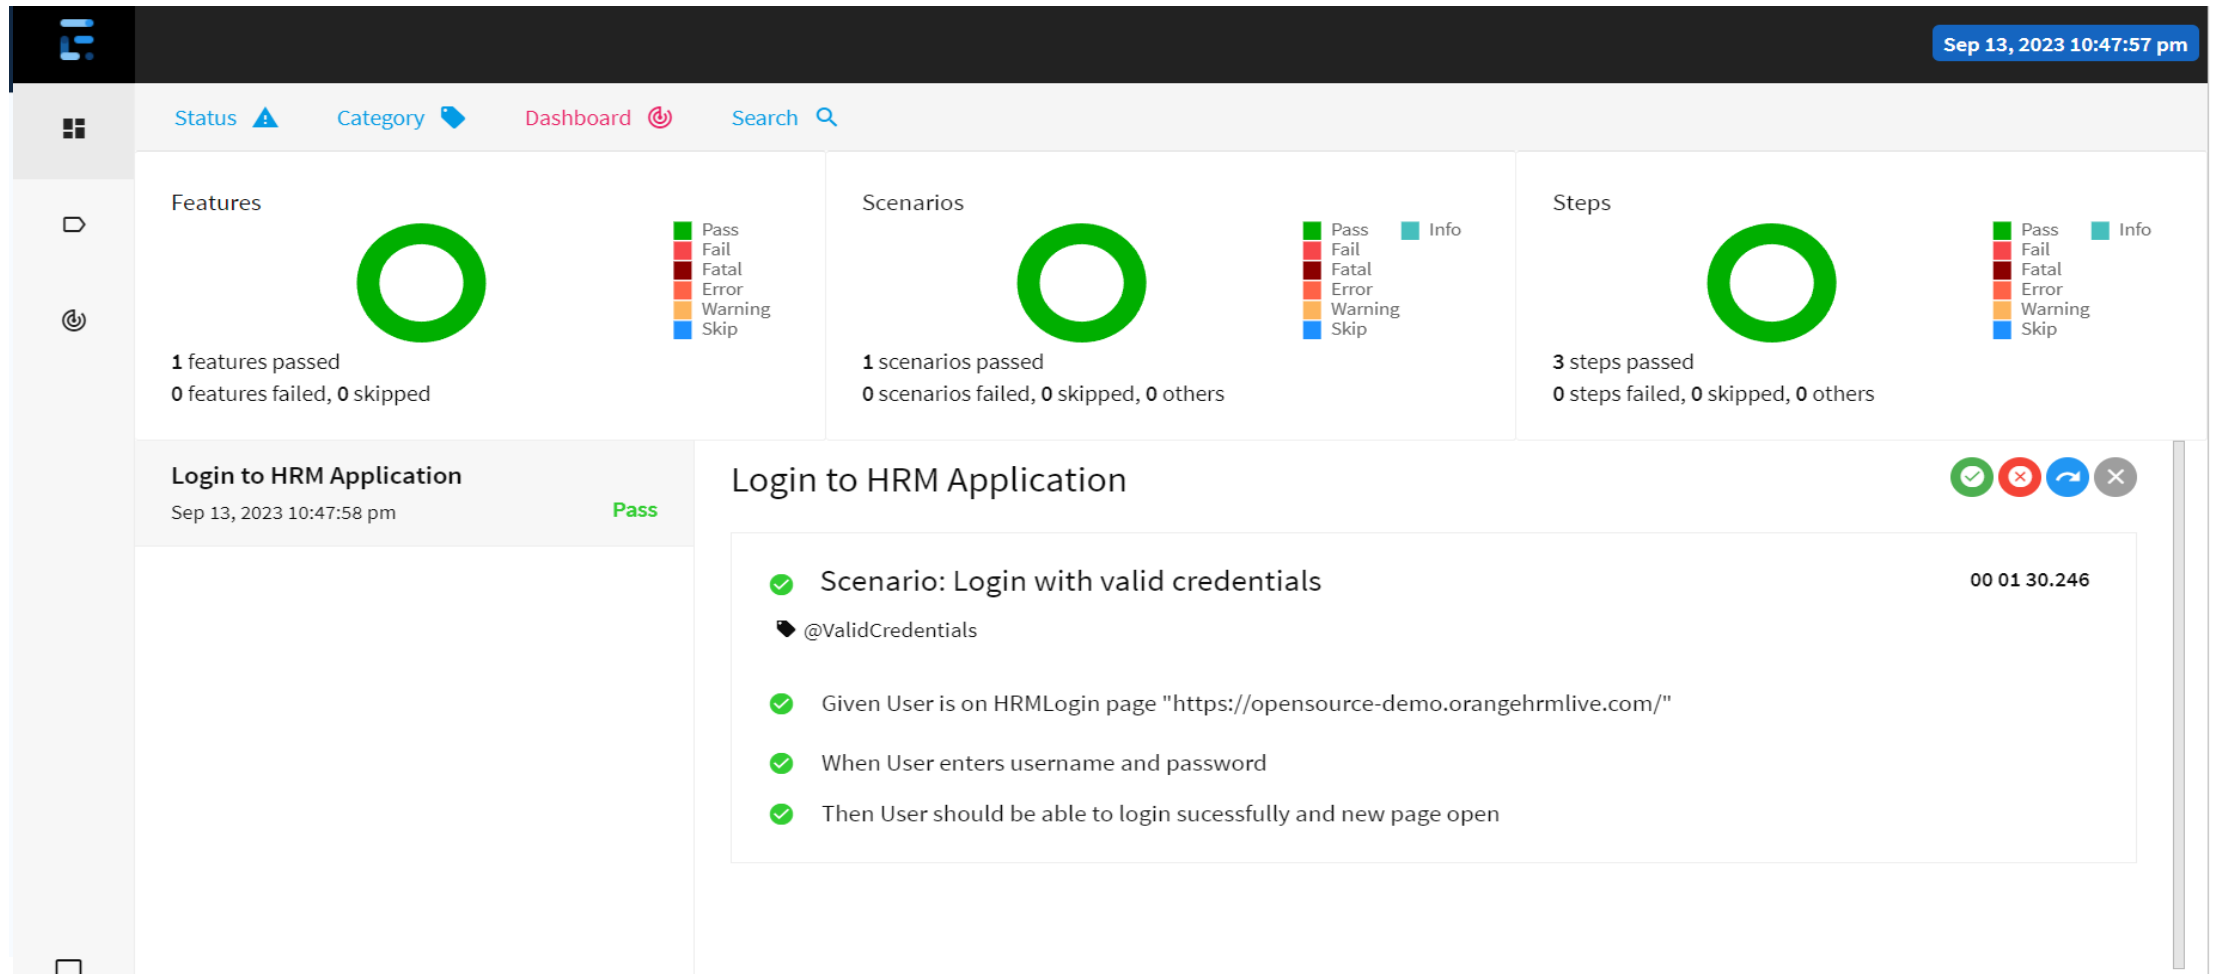 Sep 13, 2023 10:47:57 pm
Status
Category
Dashboard
Search
Features
Pass
Fail
Fatal
Error
Warning
Skip
1 features passed
0 features failed, 0 skipped
Scenarios
Pass
Info
Fail
Fatal
Error
Warning
Skip
1 scenarios passed
0 scenarios failed, 0 skipped, 0 others
Steps
Pass
Info
Fail
Fatal
Error
Warning
Skip
3 steps passed
0 steps failed, 0 skipped, 0 others
Login to HRM Application
Sep 13, 2023 10:47:58 pm
Pass
Login to HRM Application
Scenario: Login with valid credentials
00 01 30.246
@ValidCredentials
Given User is on HRMLogin page "https://opensource-demo.orangehrmlive.com/"
When User enters username and password
Then User should be able to login sucessfully and new page open